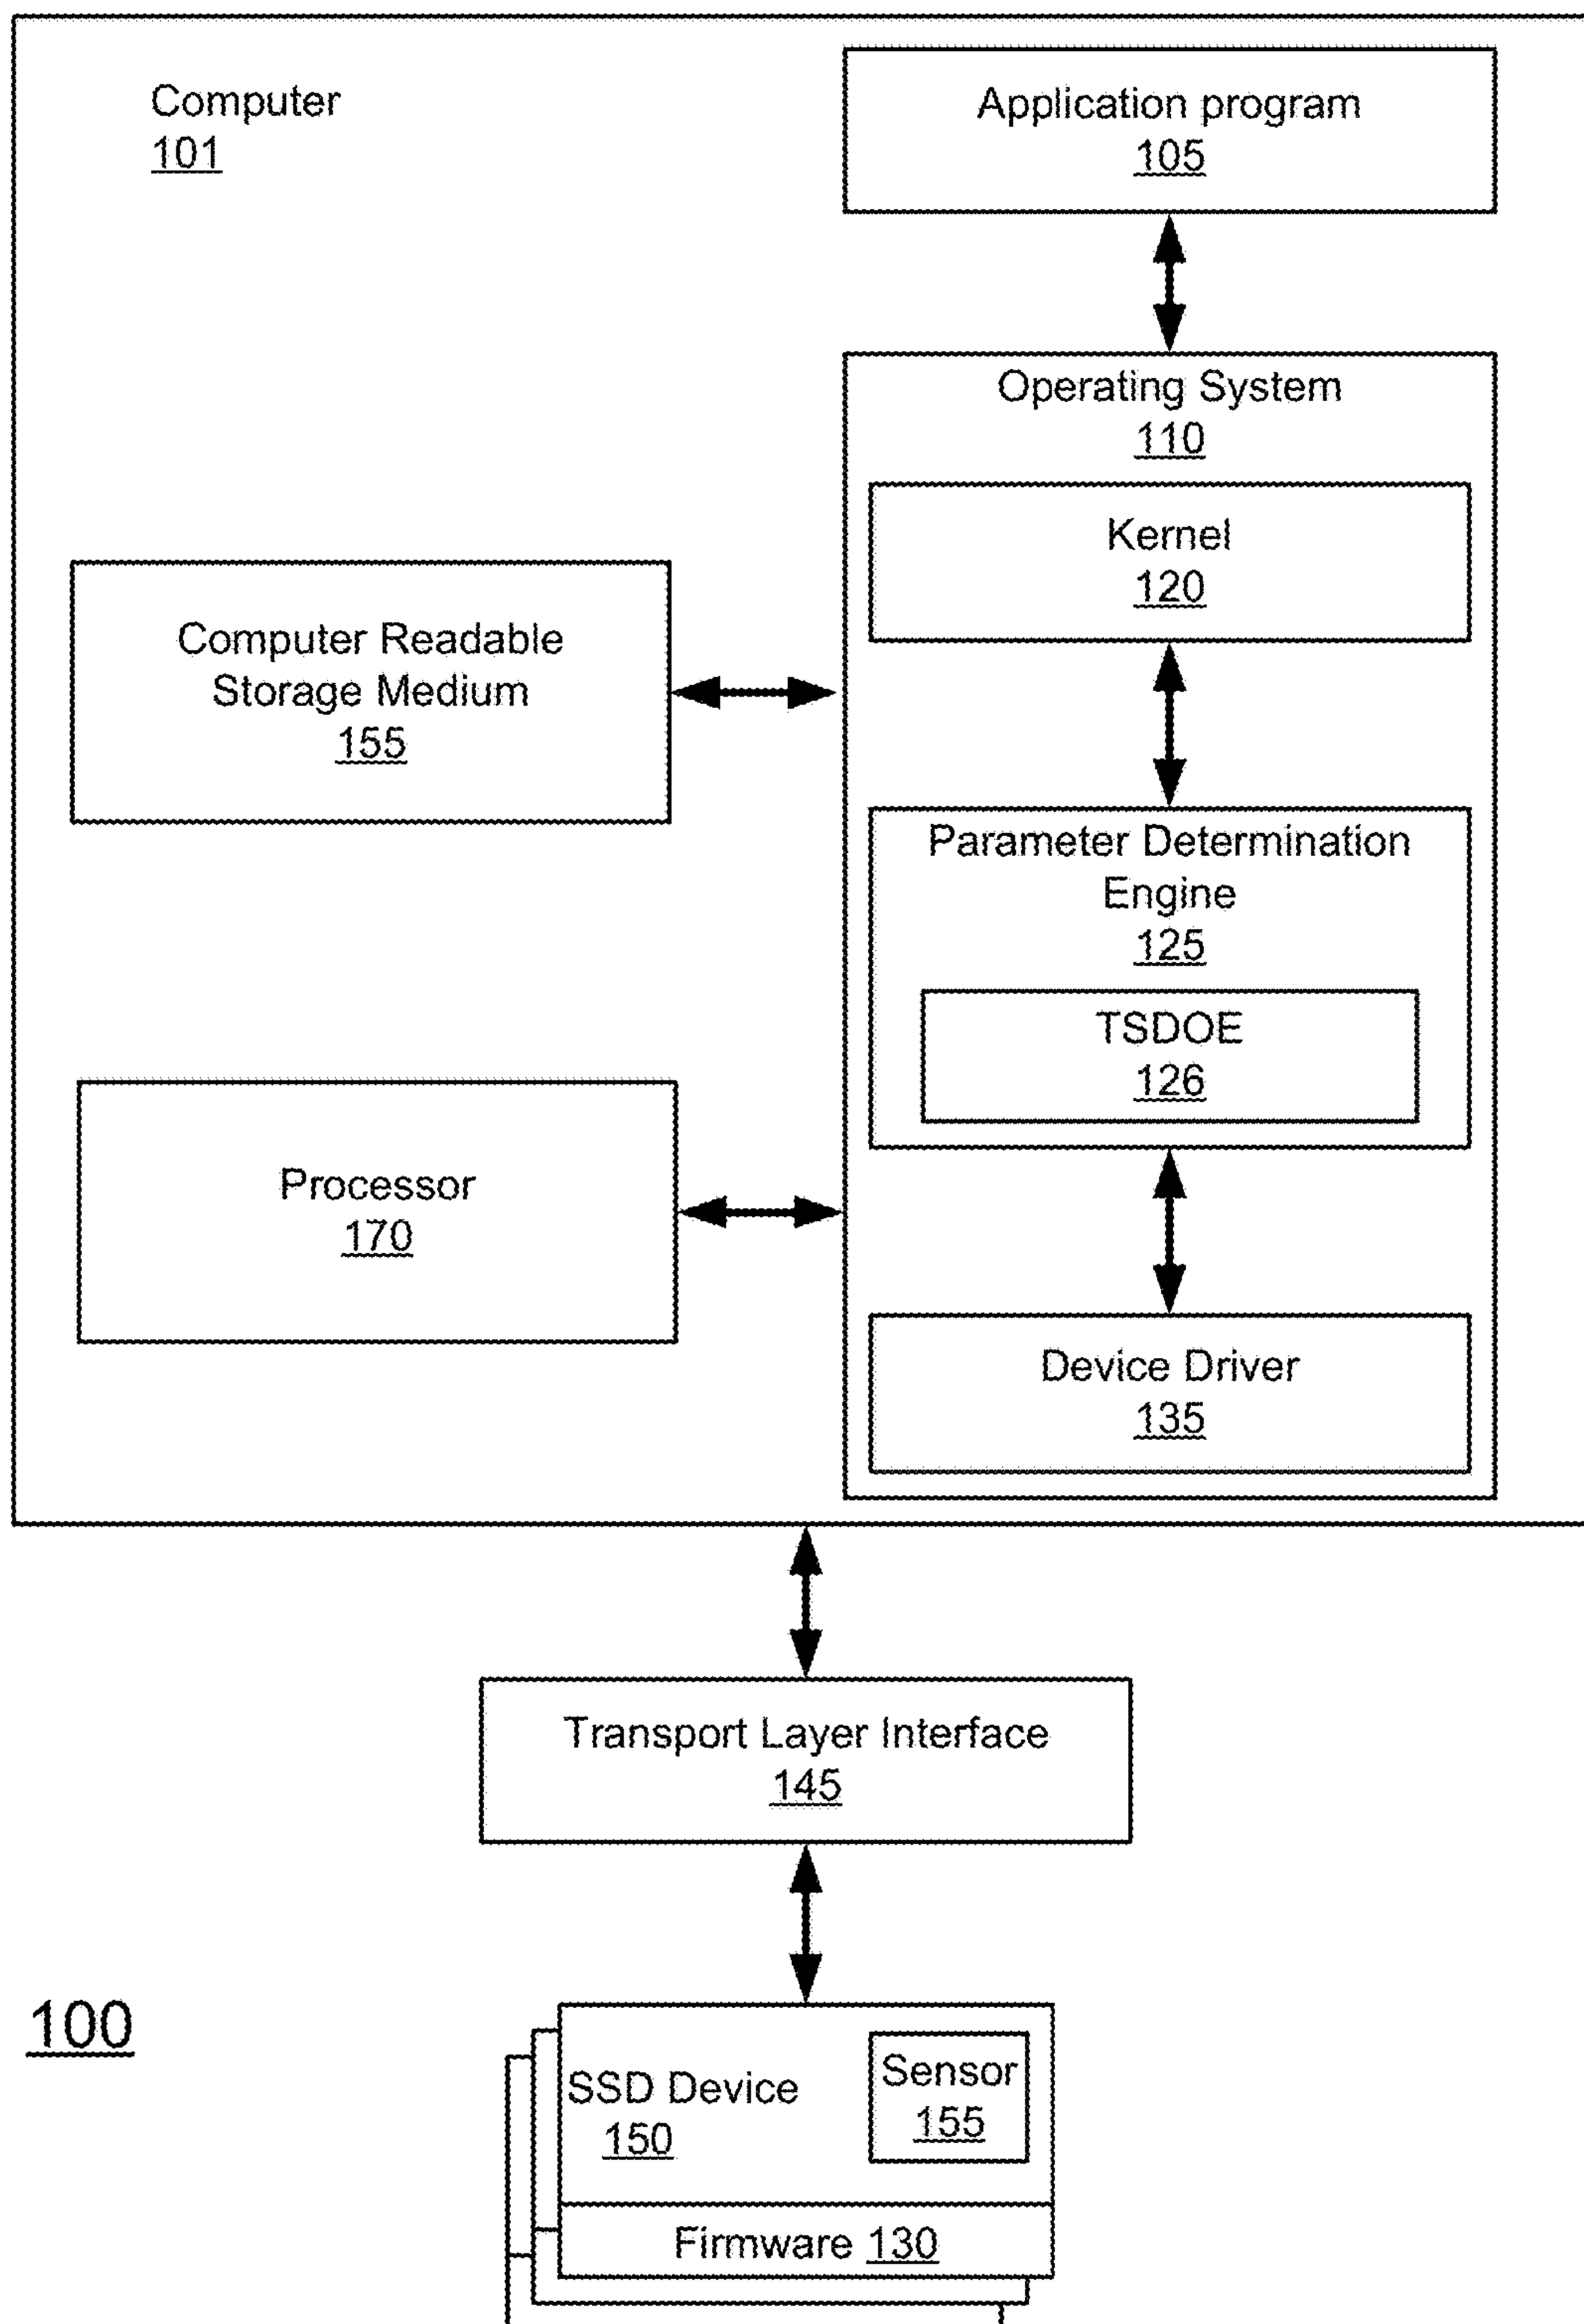 Computer
101
Application program
105
Operating System
110
Kernel
120
Computer Readable
Storage Medium
155
Parameter Determination
Engine
125
TSDOE
126
Processor
170
Device Driver
135
Transport Layer Interface
145
100
SSD Device
150
Sensor
155
Firmware 130